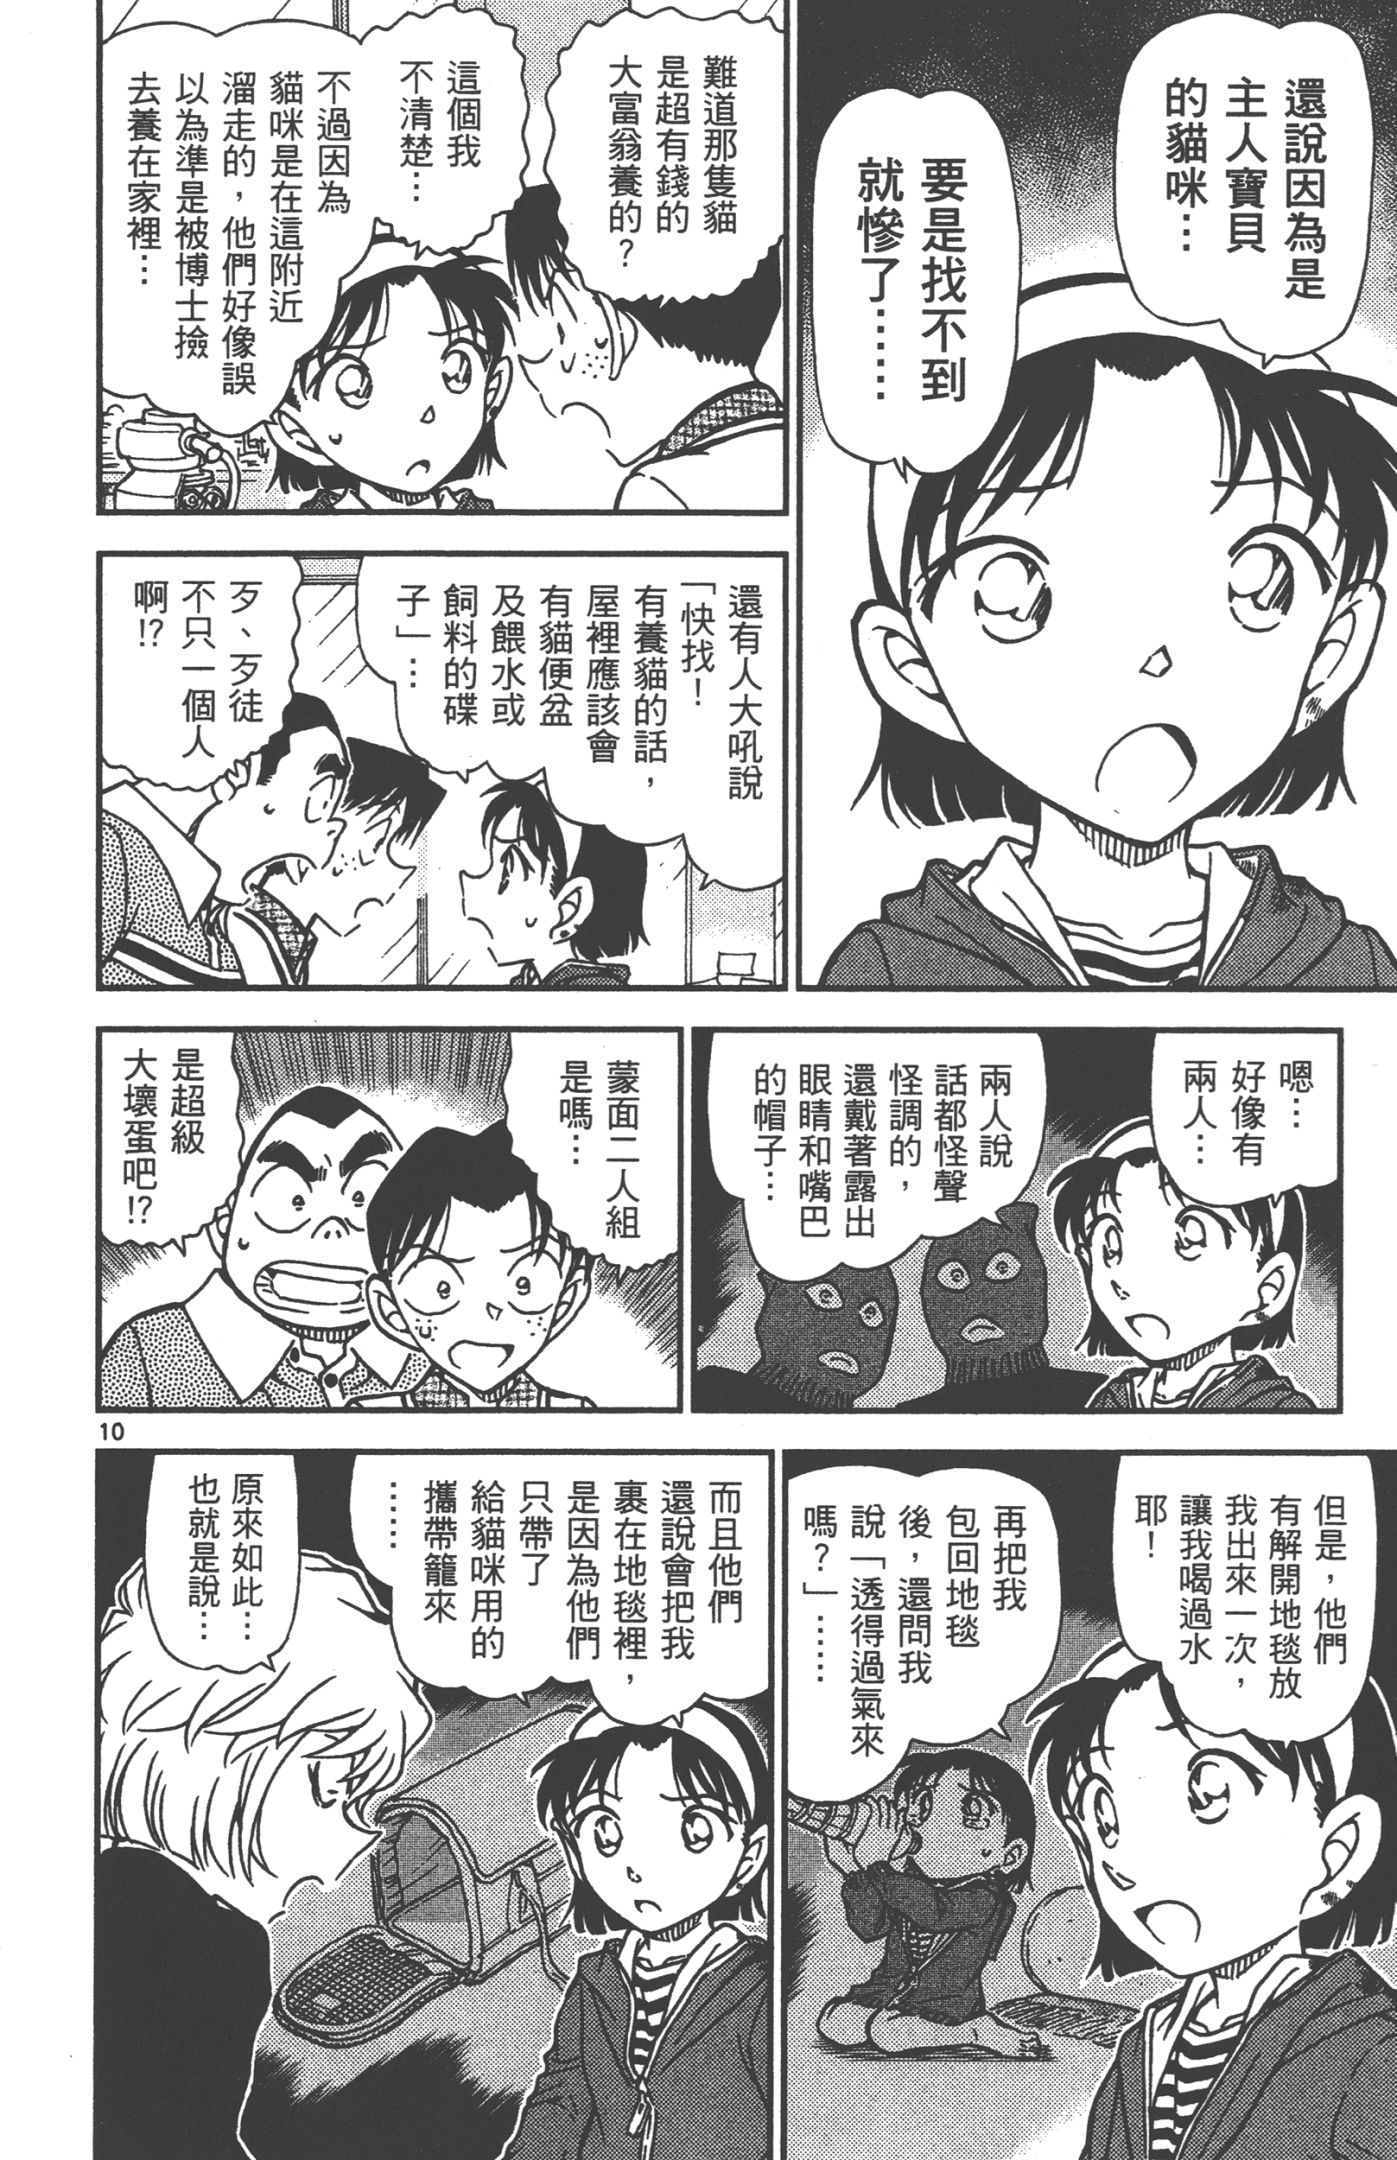 還說因為是
主人寶貝
的貓咪…
要是找不到
就慘了……
難道那隻貓
是超有錢的
大富翁養的？
這個我
不清楚…
不過因為
貓咪是在這附近
溜走的，他們好像誤
以為準是被博士撿
去養在家裡…
還有人大吼說
「快找！
有養貓的話，
屋裡應該會
有貓便盆
及餵水或
飼料的碟
子」…
歹、歹徒
不只一個人
啊!?
嗯…
好像有
兩人…
兩人說
話都怪聲
怪調的，
還戴著露出
眼睛和嘴巴
的帽子…
蒙面二人組
是嗎…
是超級
大壞蛋吧!?
但是，他們
有解開地毯放
我出來一次，
讓我喝過水
耶！
再把我
包回地毯
後，還問我
說「透得過氣來
嗎？」……
而且他們
還說會把我
裹在地毯裡，
是因為他們
只帶了
給貓咪用的
攜帶籠來
……
原來如此…
也就是說…
10